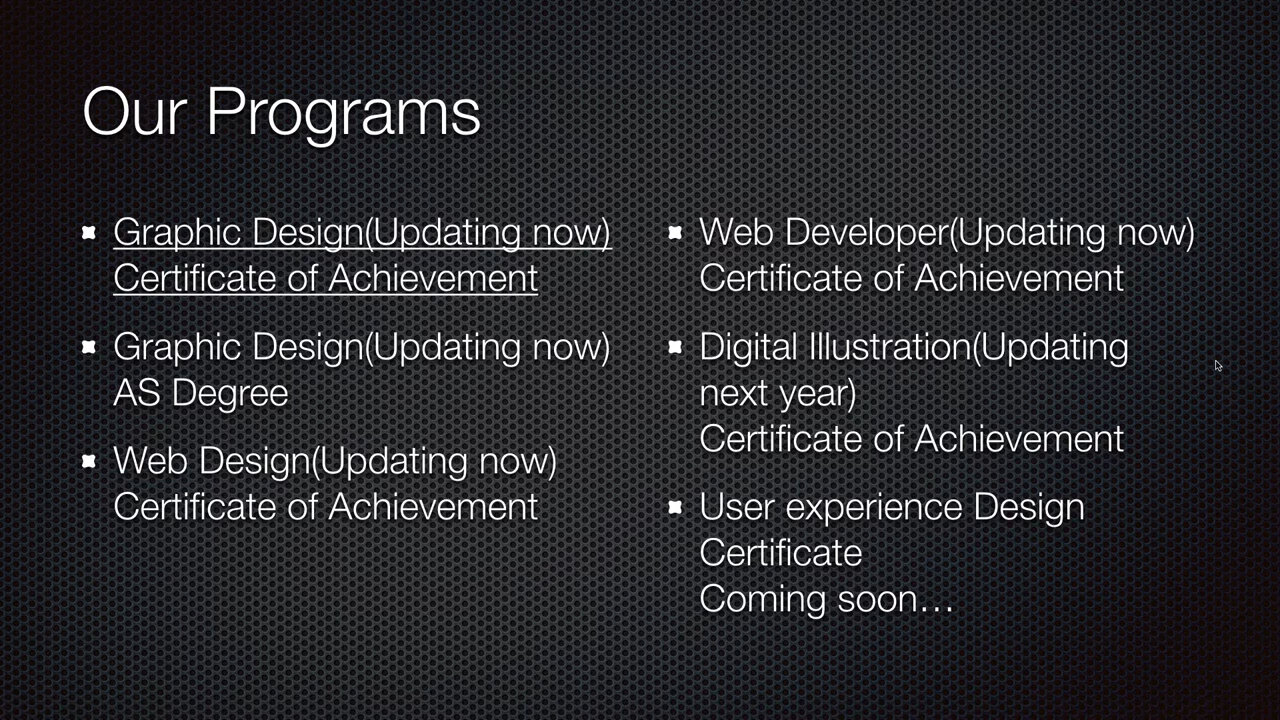 Our Programs
Graphic Design(Updating now)
Certificate of Achievement
Graphic Design(Updating now)
AS Degree
Web Design(Updating now)
Certificate of Achievement
Web Developer(Updating now)
Certificate of Achievement
Digital Illustration(Updating
next year)
Certificate of Achievement
User experience Design
Certificate
Coming soon…